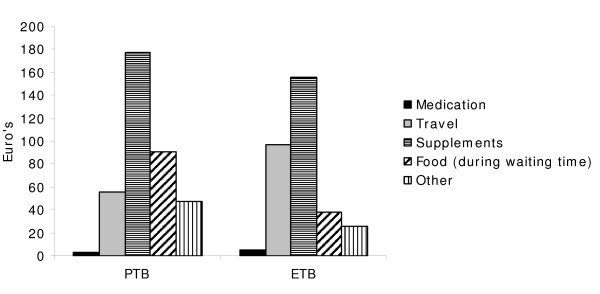 200
180
160
140
120
100
80
60
40
20
0
Euro's
PTB
ETB
Medication
Travel
Supplements
Food (during waiting time)
Other